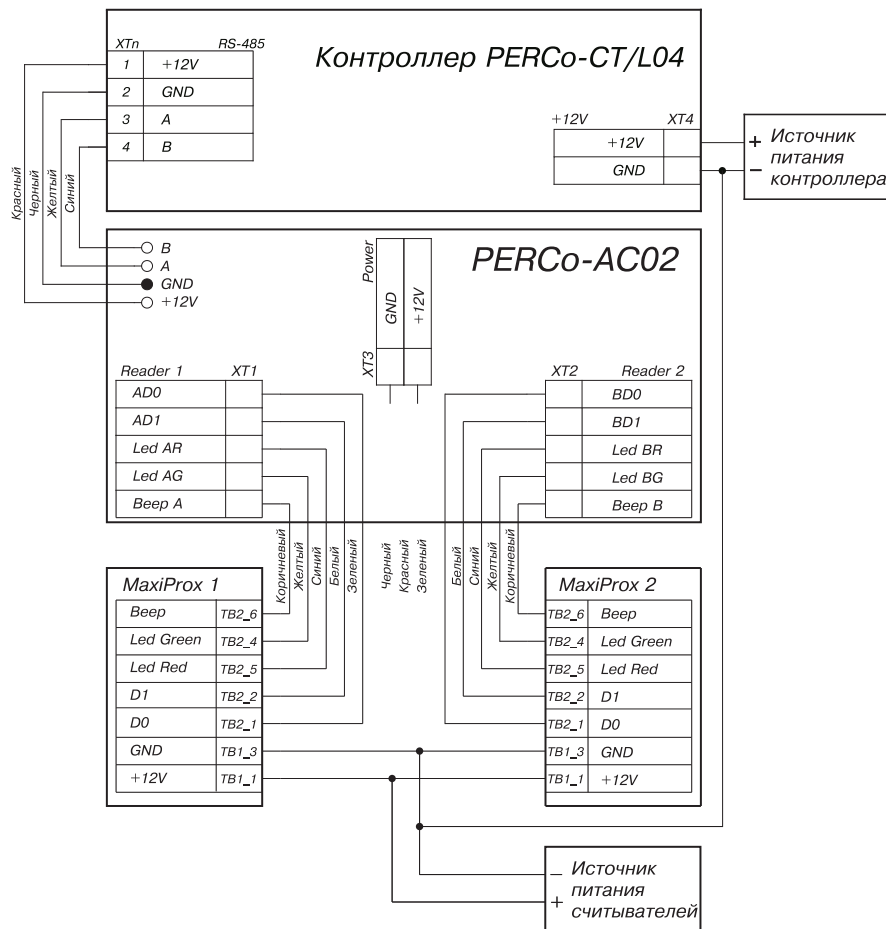 XTn RS-485
1 +12V
2 GND
3 A
4 B
Контроллер PERCo-CT/L04
+12V XT4
+12V
GND
+ Источник
питания
− контроллера
Красный
Черный
Желтый
Синий
B
A
GND
+12V
PERCo-AC02
Power
GND
+12V
XT3
Reader 1 XT1
AD0
AD1
Led AR
Led AG
Beep A
XT2 Reader 2
BD0
BD1
Led BR
Led BG
Beep B
Коричневый
Желтый
Синий
Белый
Зеленый
Черный
Красный
Зеленый
Белый
Синий
Желтый
Коричневый
MaxiProx 1
Beep TB2_6
Led Green TB2_4
Led Red TB2_5
D1 TB2_2
D0 TB2_1
GND TB1_3
+12V TB1_1
MaxiProx 2
TB2_6 Beep
TB2_4 Led Green
TB2_5 Led Red
TB2_2 D1
TB2_1 D0
TB1_3 GND
TB1_1 +12V
− Источник
питания
+ считывателей